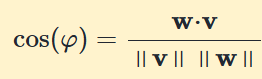 cos(φ) = w·v / || v || || w ||